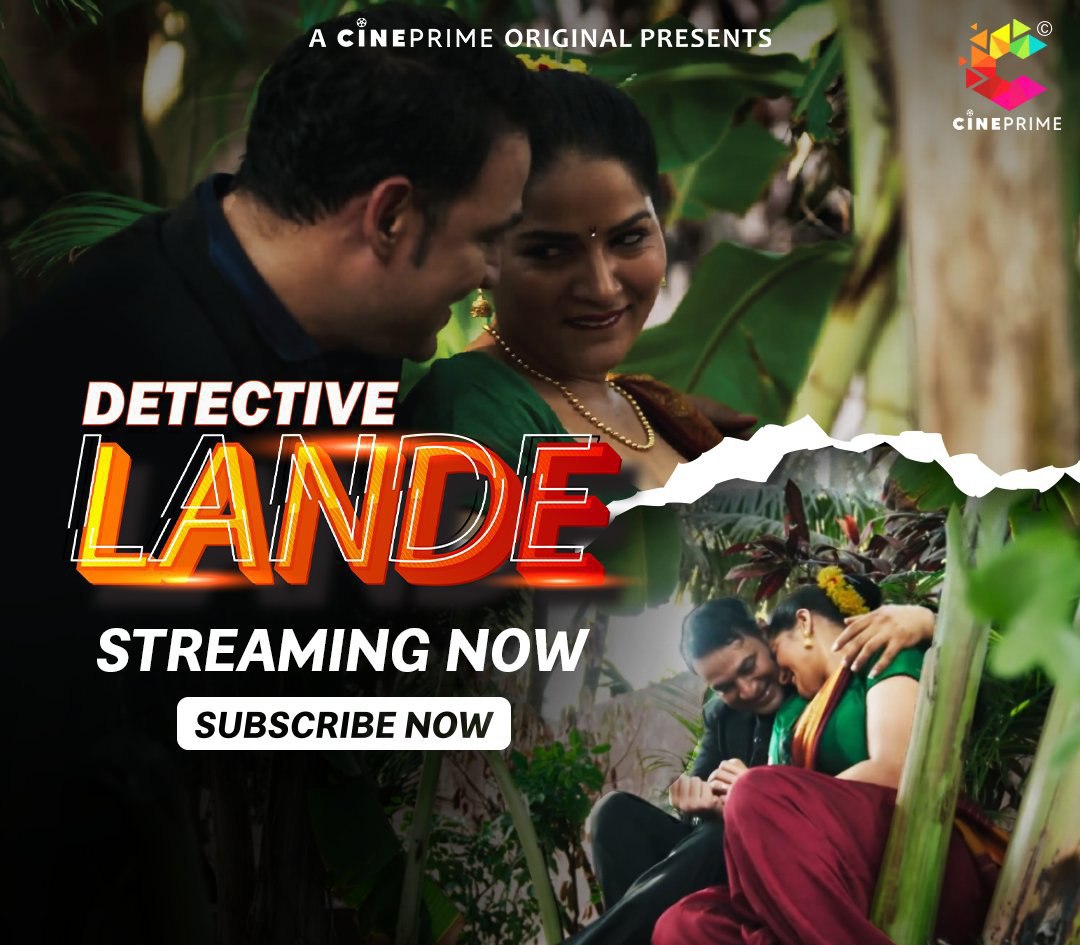 A CINEPRIME ORIGINAL PRESENTS
©
CINEPRIME
DETECTIVE
LANDE
STREAMING NOW
SUBSCRIBE NOW